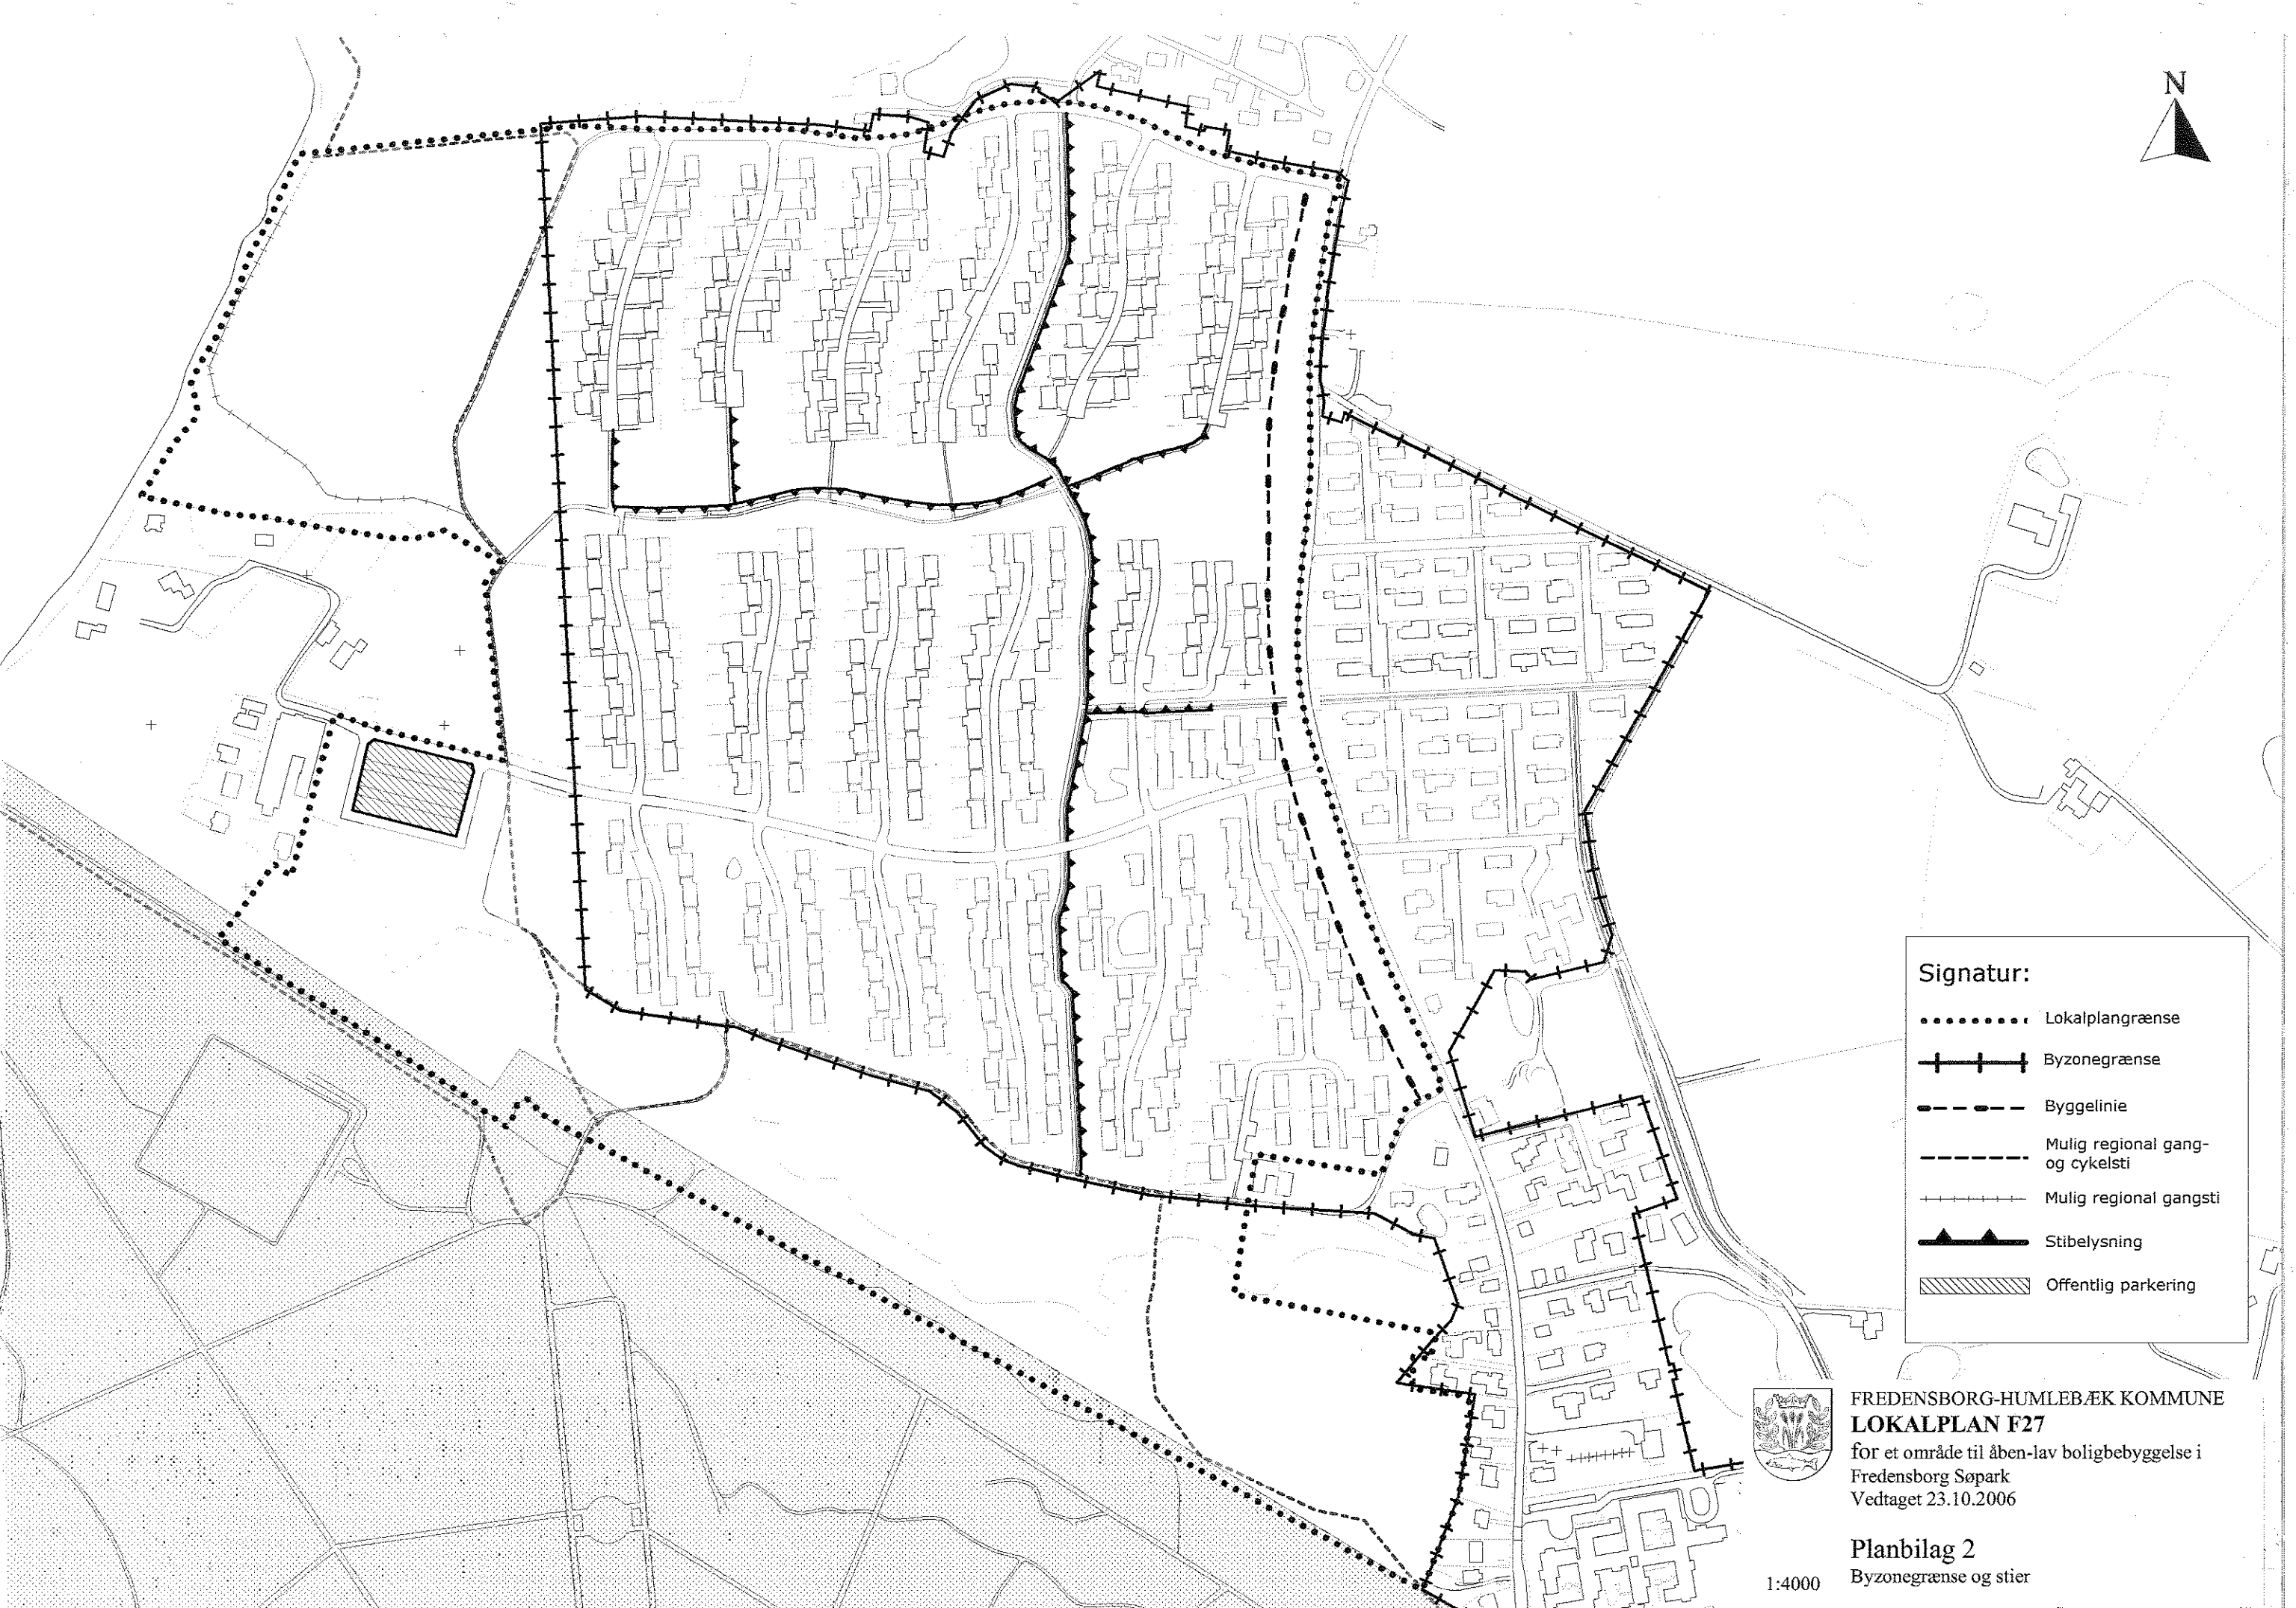 N
Signatur:
Lokalplangrænse
Byzonegrænse
Byggelinie
Mulig regional gang-
og cykelsti
Mulig regional gangsti
Stibelysning
Offentlig parkering
FREDENSBORG-HUMLEBÆK KOMMUNE
LOKALPLAN F27
for et område til åben-lav boligbebyggelse i
Fredensborg Søpark
Vedtaget 23.10.2006
Planbilag 2
1:4000
Byzonegrænse og stier